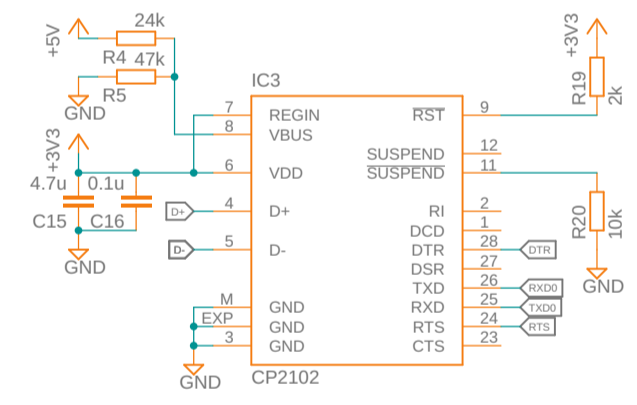 24k
+5V
R4
47k
R5
GND
+3V3
4.7u
0.1u
C15
C16
GND
IC3
7
REGIN
8
VBUS
6
VDD
D+
4
D+
D-
5
D-
M
GND
EXP
GND
3
GND
GND
CP2102
RST
9
SUSPEND
12
SUSPEND
11
RI
2
DCD
1
DTR
28
DTR
DSR
27
TXD
26
RXD0
RXD
25
TXD0
RTS
24
RTS
CTS
23
+3V3
R19
2k
R20
10k
GND